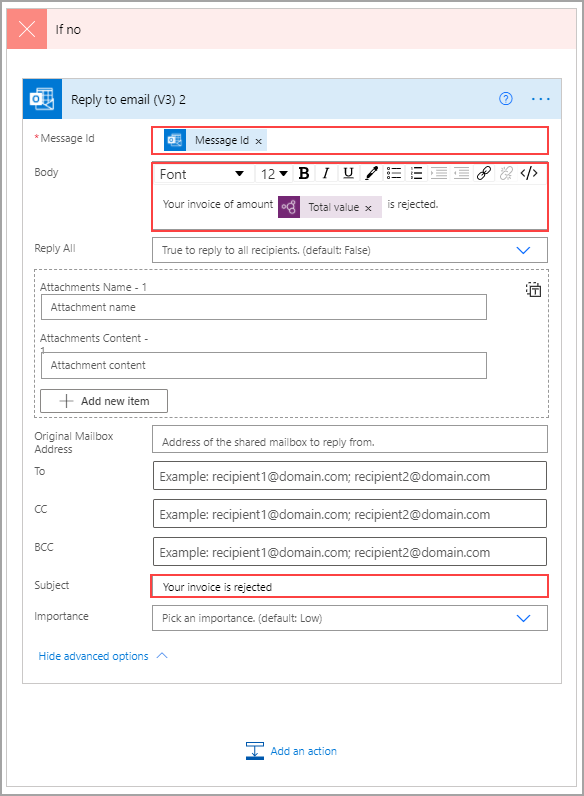 If no
Reply to email (V3) 2
* Message Id
Message Id ×
Body
Font 12 B I U </>
Your invoice of amount Total value × is rejected.
Reply All
True to reply to all recipients. (default: False)
Attachments Name - 1
Attachment name
Attachments Content -
1
Attachment content
Add new item
Original Mailbox
Address
Address of the shared mailbox to reply from.
To
Example: recipient1@domain.com; recipient2@domain.com
CC
Example: recipient1@domain.com; recipient2@domain.com
BCC
Example: recipient1@domain.com; recipient2@domain.com
Subject
Your invoice is rejected
Importance
Pick an importance. (default: Low)
Hide advanced options
Add an action